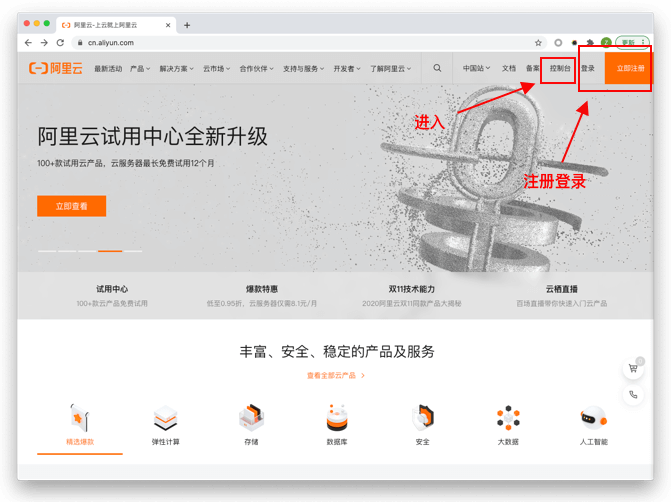 阿里云-上云就上阿里云
cn.aliyun.com
更新
阿里云
最新活动 产品 解决方案 云市场 合作伙伴 支持与服务 开发者 了解阿里云 中国站 文档 备案 控制台 登录 立即注册
进入
阿里云试用中心全新升级
100+款试用云产品，云服务器最长免费试用12个月
注册登录
立即查看
试用中心 爆款特惠 双11技术能力 云栖直播
100+款云产品免费试用 低至0.95折，云服务器仅需8.1元/月 2020阿里云双11同款产品大揭秘 百场直播带你快速入门云产品
丰富、安全、稳定的产品及服务
查看全部云产品 >
0
精选爆款 弹性计算 存储 数据库 安全 大数据 人工智能